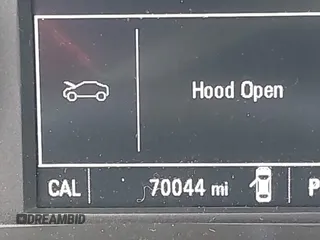 Hood Open
CAL 70044 mi P
DREAMBID